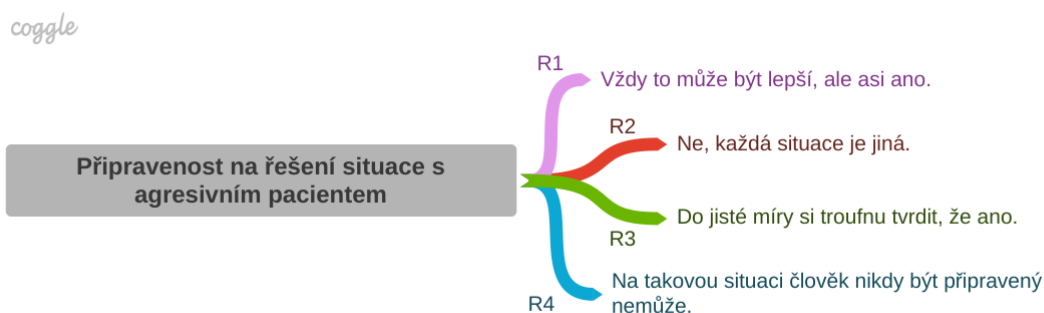 coggle
R1
Vždy to může být lepší, ale asi ano.
R2
Ne, každá situace je jiná.
Připravenost na řešení situace s
agresivním pacientem
Do jisté míry si troufnu tvrdit, že ano.
R3
Na takovou situaci člověk nikdy být připravený
nemůže.
R4